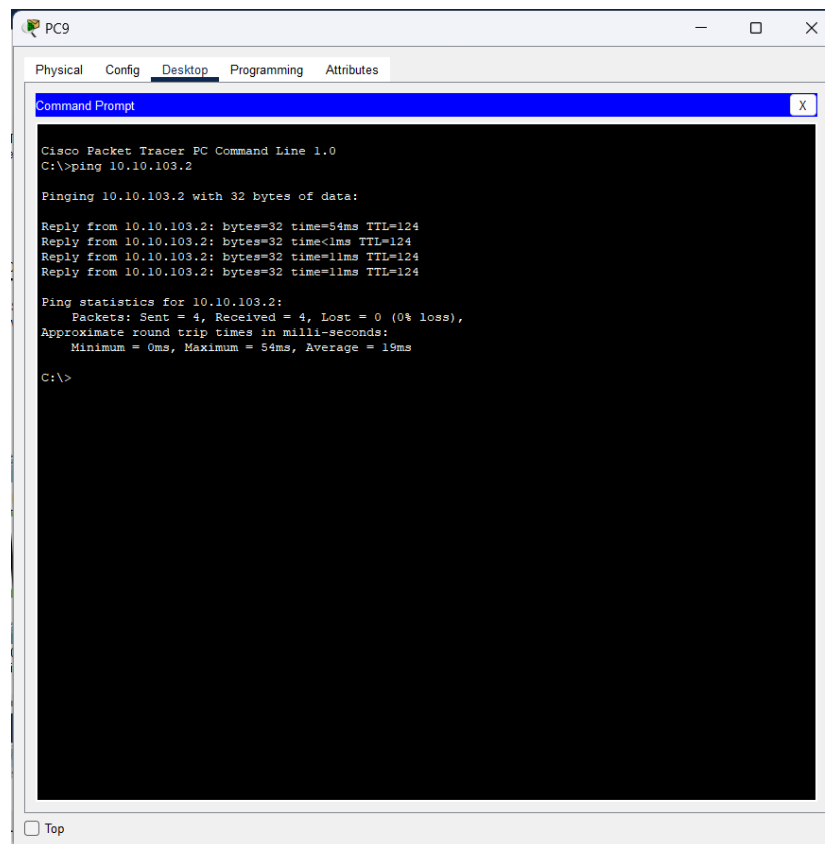 PC9
Physical Config Desktop Programming Attributes
Command Prompt
X
Cisco Packet Tracer PC Command Line 1.0
C:\>ping 10.10.103.2
Pinging 10.10.103.2 with 32 bytes of data:
Reply from 10.10.103.2: bytes=32 time=54ms TTL=124
Reply from 10.10.103.2: bytes=32 time<1ms TTL=124
Reply from 10.10.103.2: bytes=32 time=11ms TTL=124
Reply from 10.10.103.2: bytes=32 time=11ms TTL=124
Ping statistics for 10.10.103.2:
    Packets: Sent = 4, Received = 4, Lost = 0 (0% loss),
Approximate round trip times in milli-seconds:
    Minimum = 0ms, Maximum = 54ms, Average = 19ms
C:\>
Top